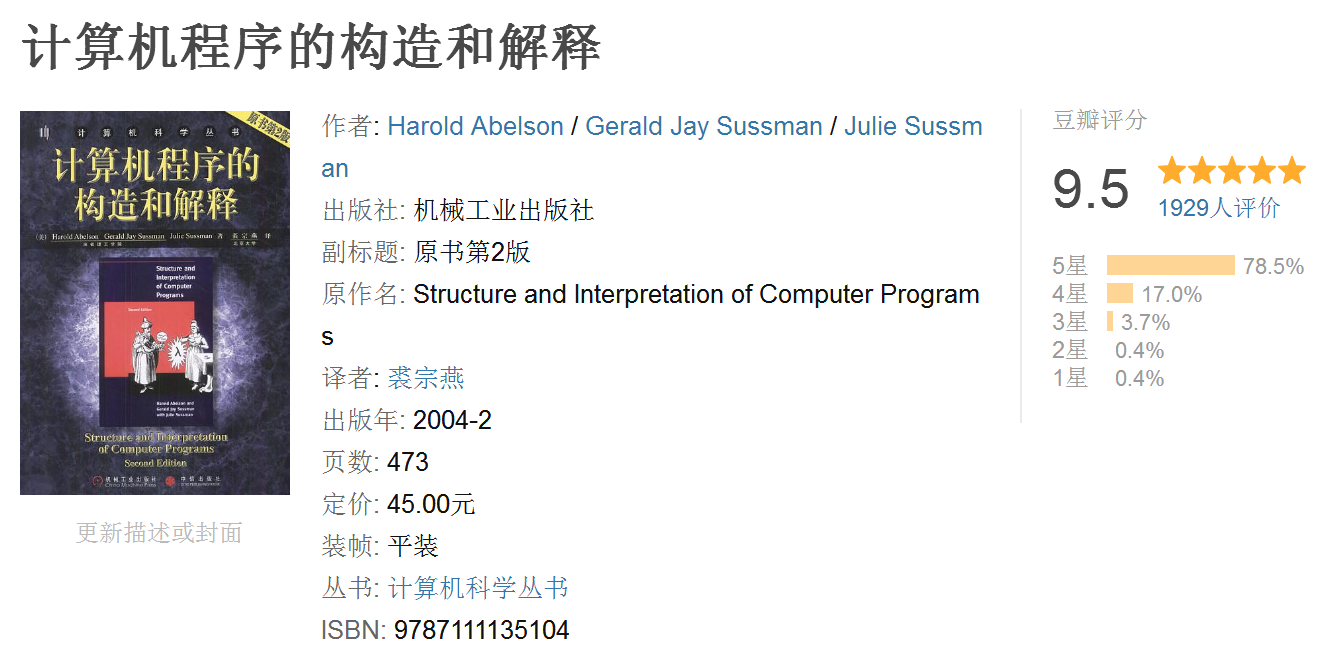 计算机程序的构造和解释
计算机科学丛书
原书第2版
计算机程序的
构造和解释
(美) Harold Abelson Gerald Jay Sussman Julie Sussman 著 裘宗燕 译
Structure and
Interpretation
of Computer
Programs
Second Edition
Harold Abelson and
Gerald Jay Sussman
with Julie Sussman
Structure and Interpretation
of Computer Programs
Second Edition
机械工业出版社
China Machine Press
中信出版社
更新描述或封面
作者: Harold Abelson / Gerald Jay Sussman / Julie Sussm
an
出版社: 机械工业出版社
副标题: 原书第2版
原作名: Structure and Interpretation of Computer Program
s
译者: 裘宗燕
出版年: 2004-2
页数: 473
定价: 45.00元
装帧: 平装
丛书: 计算机科学丛书
ISBN: 9787111135104
豆瓣评分
9.5
1929人评价
5星 78.5%
4星 17.0%
3星 3.7%
2星 0.4%
1星 0.4%